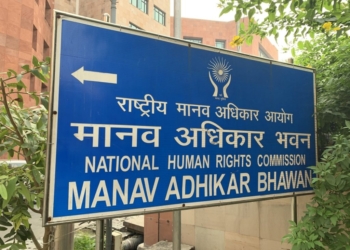 राष्ट्रीय मानव अधिकार आयोग
मानव अधिकार भवन
NATIONAL HUMAN RIGHTS COMMISSION
MANAV ADHIKAR BHAWAN